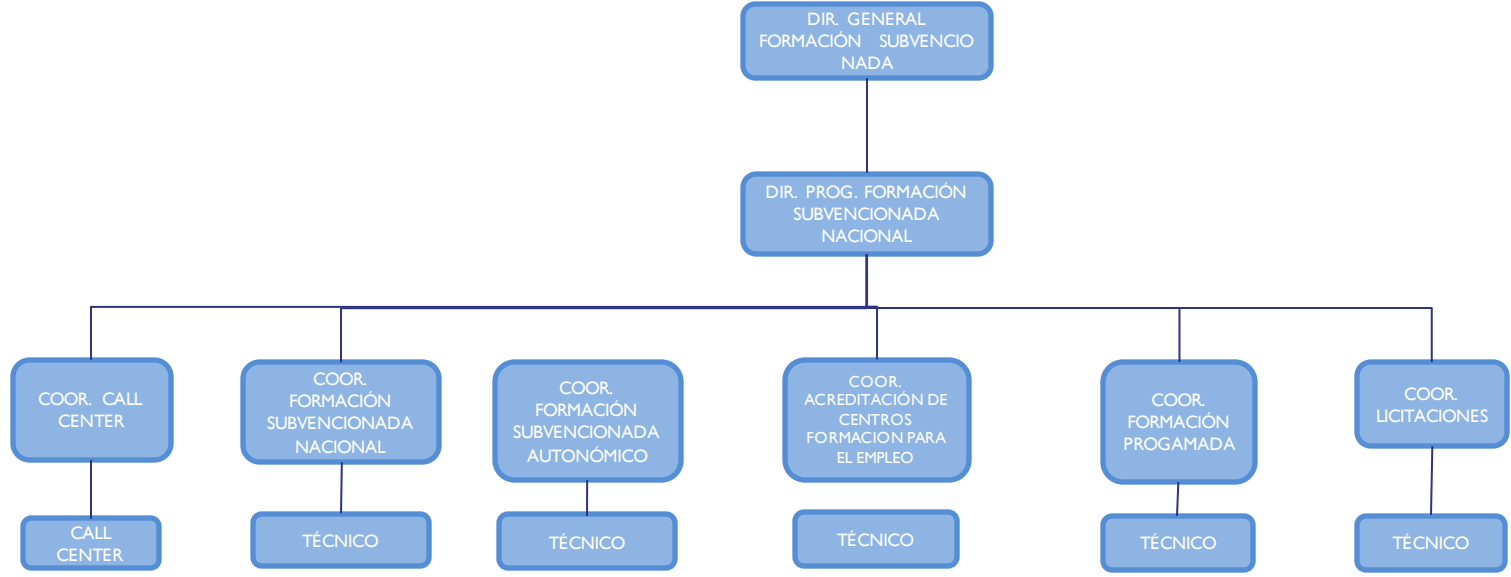 DIR. GENERAL
FORMACIÓN SUBVENCIO
NADA
DIR. PROG. FORMACIÓN
SUBVENCIONADA
NACIONAL
COOR. CALL
CENTER
COOR.
FORMACIÓN
SUBVENCIONADA
NACIONAL
COOR.
FORMACIÓN
SUBVENCIONADA
AUTONÓMICO
COOR.
ACREDITACIÓN DE
CENTROS
FORMACION PARA
EL EMPLEO
COOR.
FORMACIÓN
PROGAMADA
COOR.
LICITACIONES
CALL
CENTER
TÉCNICO
TÉCNICO
TÉCNICO
TÉCNICO
TÉCNICO